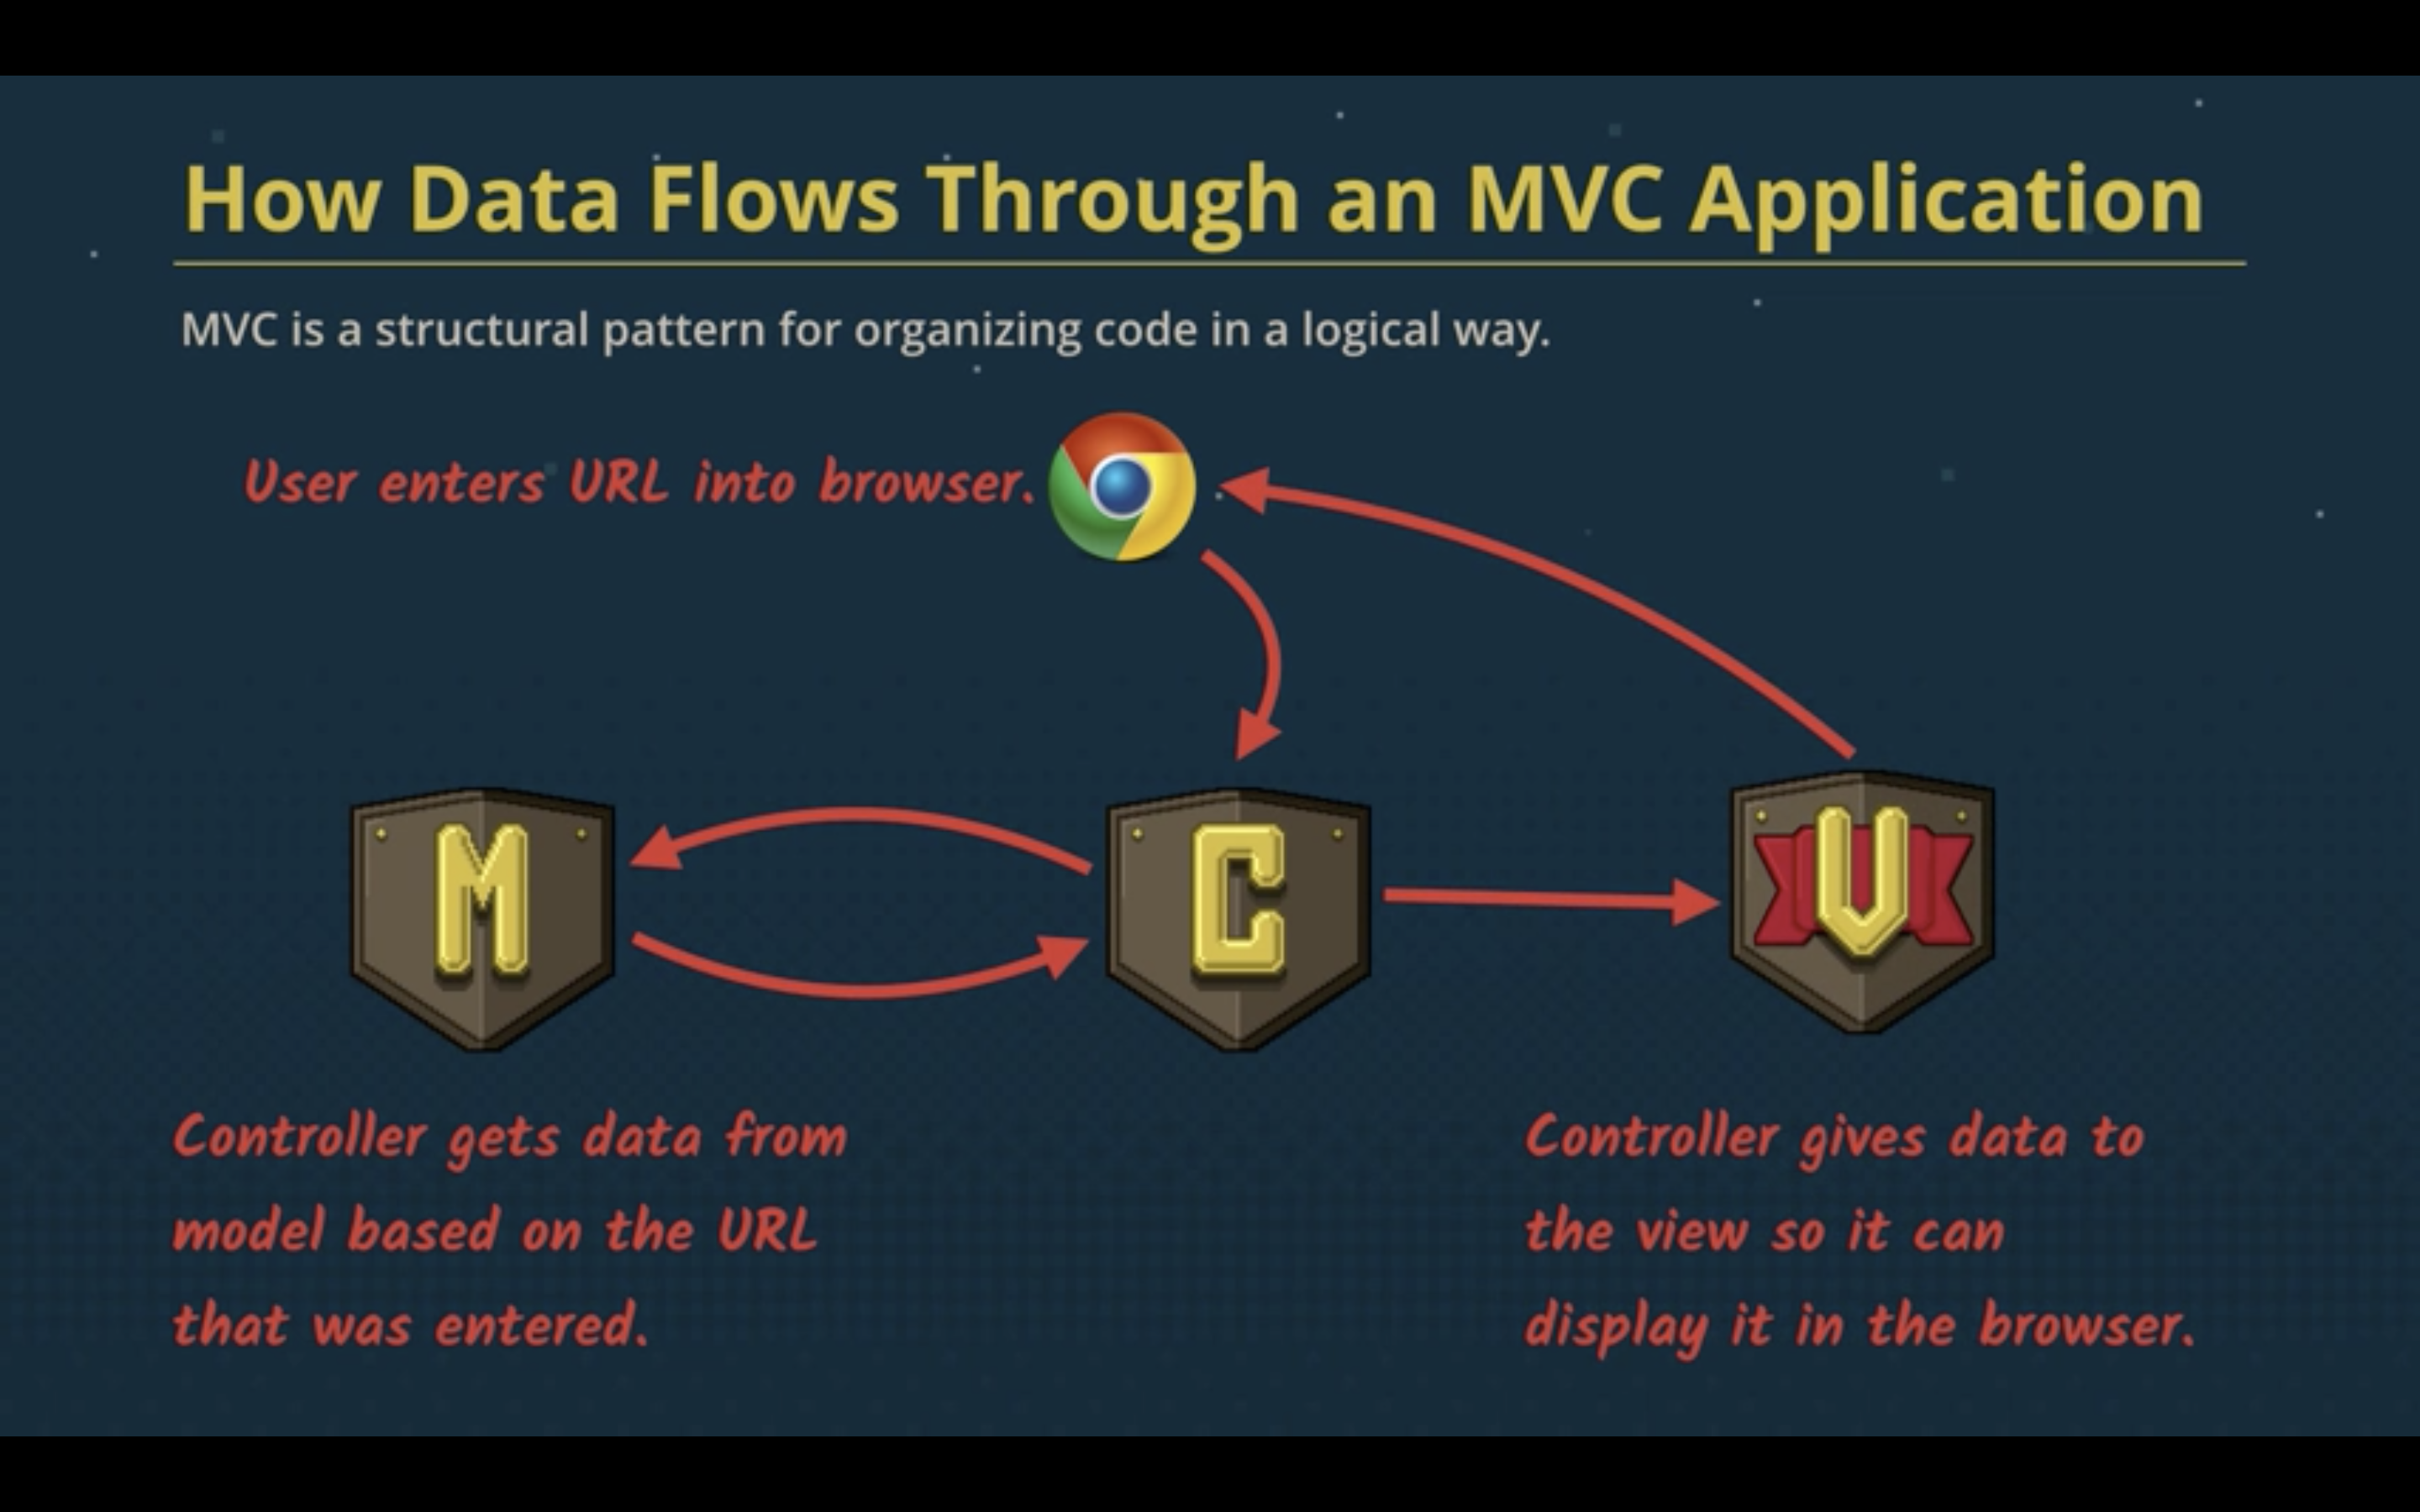 How Data Flows Through an MVC Application
MVC is a structural pattern for organizing code in a logical way.
User enters URL into browser.
M
C
V
Controller gets data from
model based on the URL
that was entered.
Controller gives data to
the view so it can
display it in the browser.